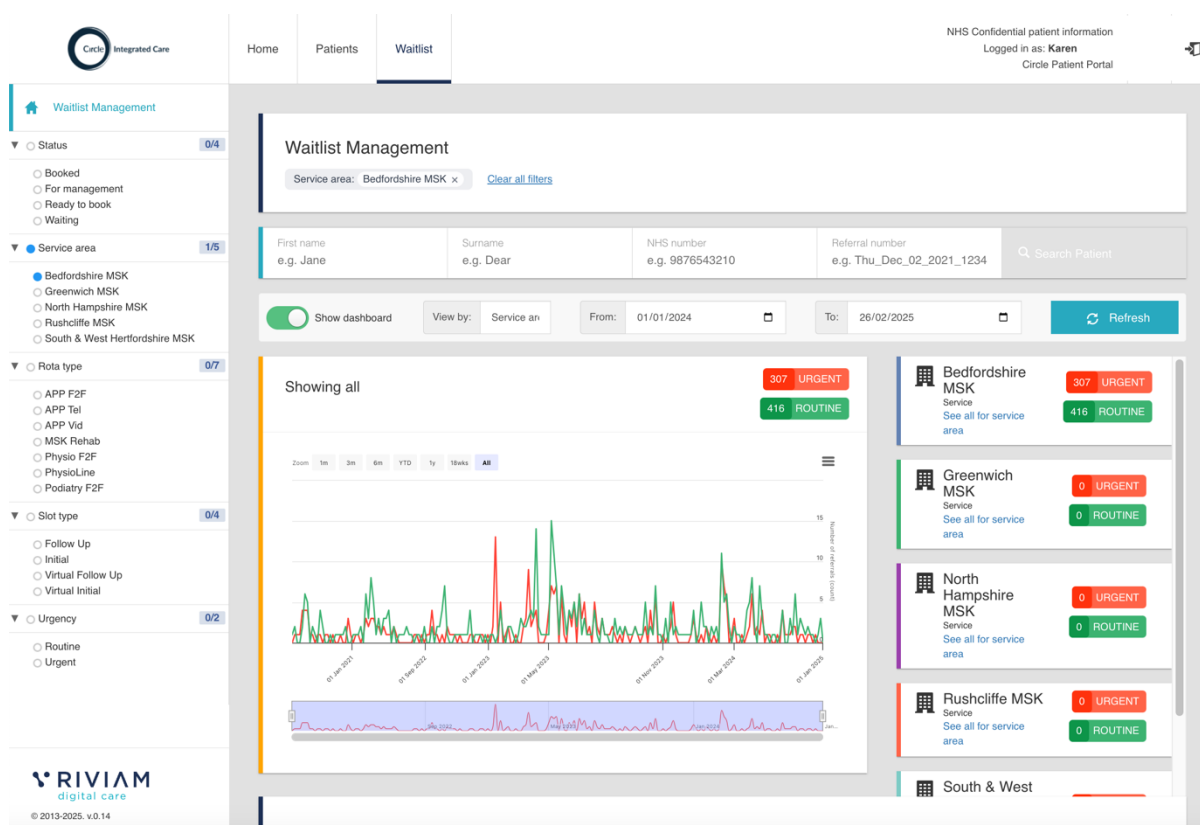 Circle Integrated Care
Home
Patients
Waitlist
NHS Confidential patient information
Logged in as: Karen
Circle Patient Portal
Waitlist Management
Status 0/4
Booked
For management
Ready to book
Waiting
Service area 1/5
Bedfordshire MSK
Greenwich MSK
North Hampshire MSK
Rushcliffe MSK
South & West Hertfordshire MSK
Rota type 0/7
APP F2F
APP Tel
APP Vid
MSK Rehab
Physio F2F
PhysioLine
Podiatry F2F
Slot type 0/4
Follow Up
Initial
Virtual Follow Up
Virtual Initial
Urgency 0/2
Routine
Urgent
RIVIAM
digital care
© 2013-2025. v.0.14
Waitlist Management
Service area: Bedfordshire MSK × Clear all filters
First name
e.g. Jane
Surname
e.g. Dear
NHS number
e.g. 9876543210
Referral number
e.g. Thu_Dec_02_2021_1234
Search Patient
Show dashboard
View by: Service ar
From: 01/01/2024
To: 26/02/2025
Refresh
Showing all
307 URGENT
416 ROUTINE
Zoom 1m 3m 6m YTD 1y 18wks All
15
10
5
Number of referrals (count)
01 Jan 2021
01 Sep 2022
01 Jan 2023
01 May 2023
01 Nov 2023
01 Mar 2024
01 Jan 2025
Sep 2022
Jan 2024
Jan...
Bedfordshire
MSK
Service
See all for service
area
307 URGENT
416 ROUTINE
Greenwich
MSK
Service
See all for service
area
0 URGENT
0 ROUTINE
North
Hampshire
MSK
Service
See all for service
area
0 URGENT
0 ROUTINE
Rushcliffe MSK
Service
See all for service
area
0 URGENT
0 ROUTINE
South & West